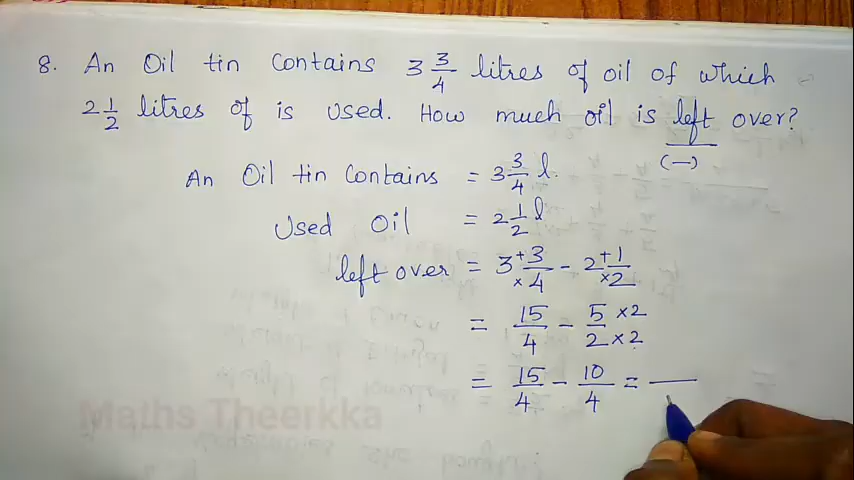 8. An Oil tin Contains 3 3/4 litres of oil of which
2 1/2 litres of is used. How much oil is left over?
(-)
An Oil tin Contains = 3 3/4 l.
Used Oil = 2 1/2 l
left over = 3 + 3 / × 4 - 2 + 1 / × 2
= 15/4 - 5/2 ×2 ×2
= 15/4 - 10/4 =
Maths Theerkka